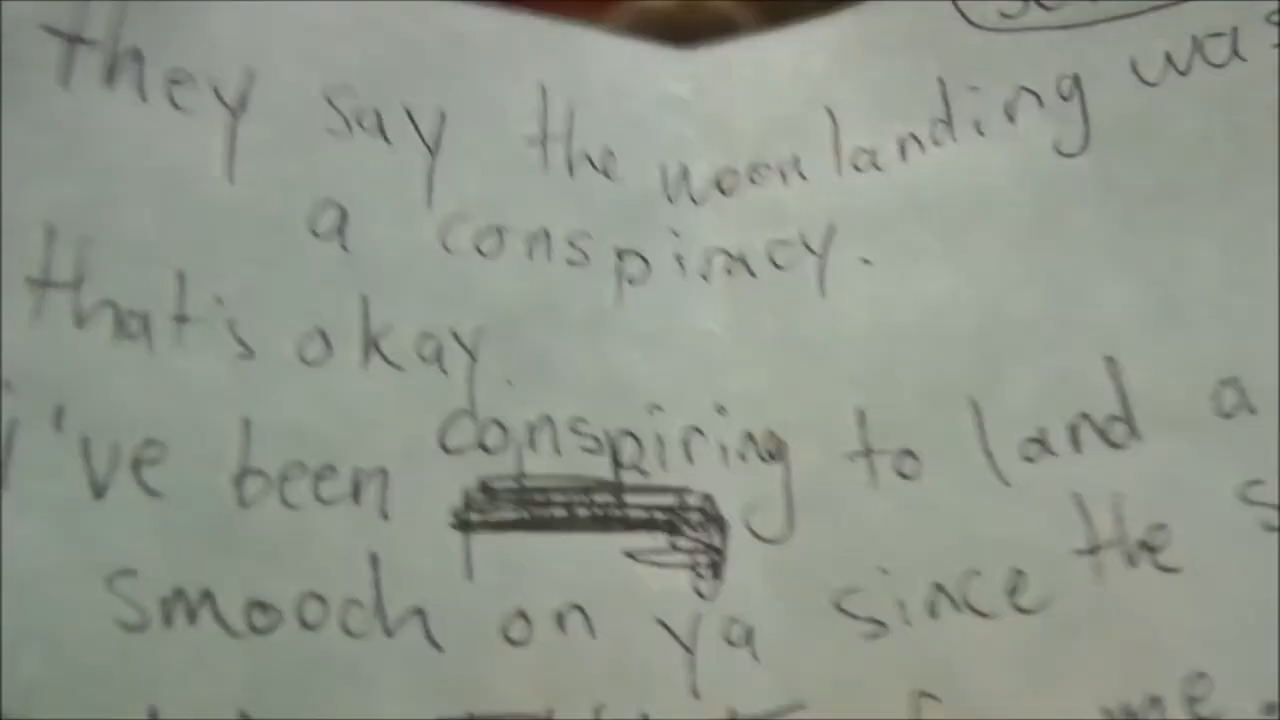 they say the moon landing was
a conspiracy.
that's okay.
i've been conspiring to land a
smooch on ya since the
me